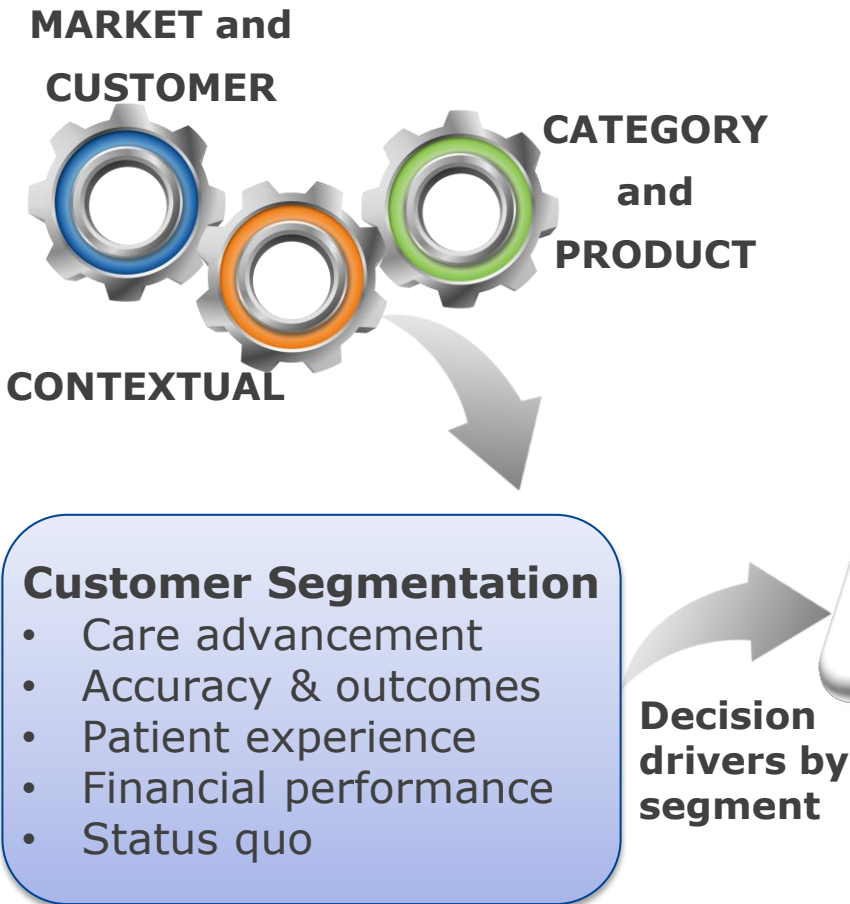 MARKET and
CUSTOMER
CATEGORY
and
PRODUCT
CONTEXTUAL
Customer Segmentation
• Care advancement
• Accuracy & outcomes
• Patient experience
• Financial performance
• Status quo
Decision
drivers by
segment